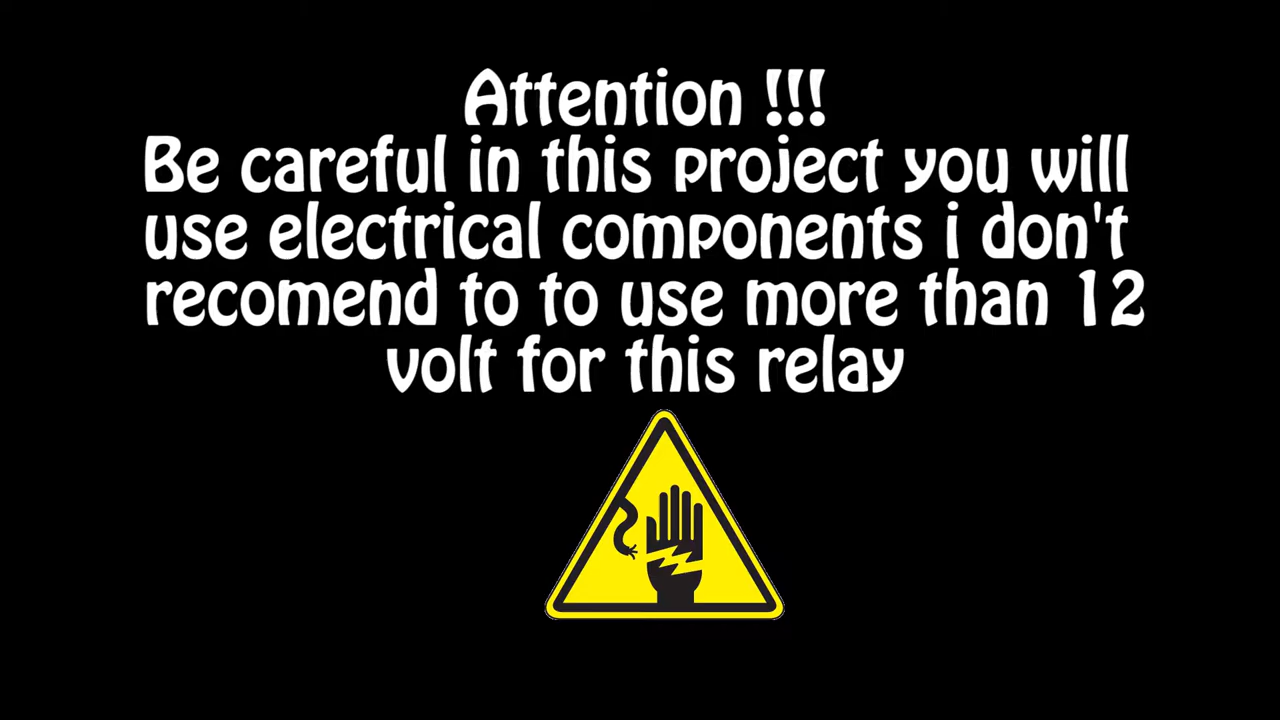 Attention !!!
Be careful in this project you will
use electrical components i don't
recomend to to use more than 12
volt for this relay